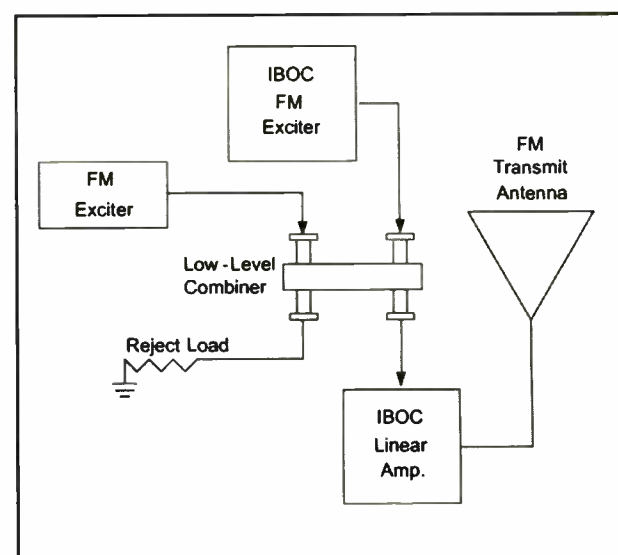 IBOC
FM
Exciter
FM
Transmit
Antenna
FM
Exciter
Low-Level
Combiner
Reject Load
IBOC
Linear
Amp.